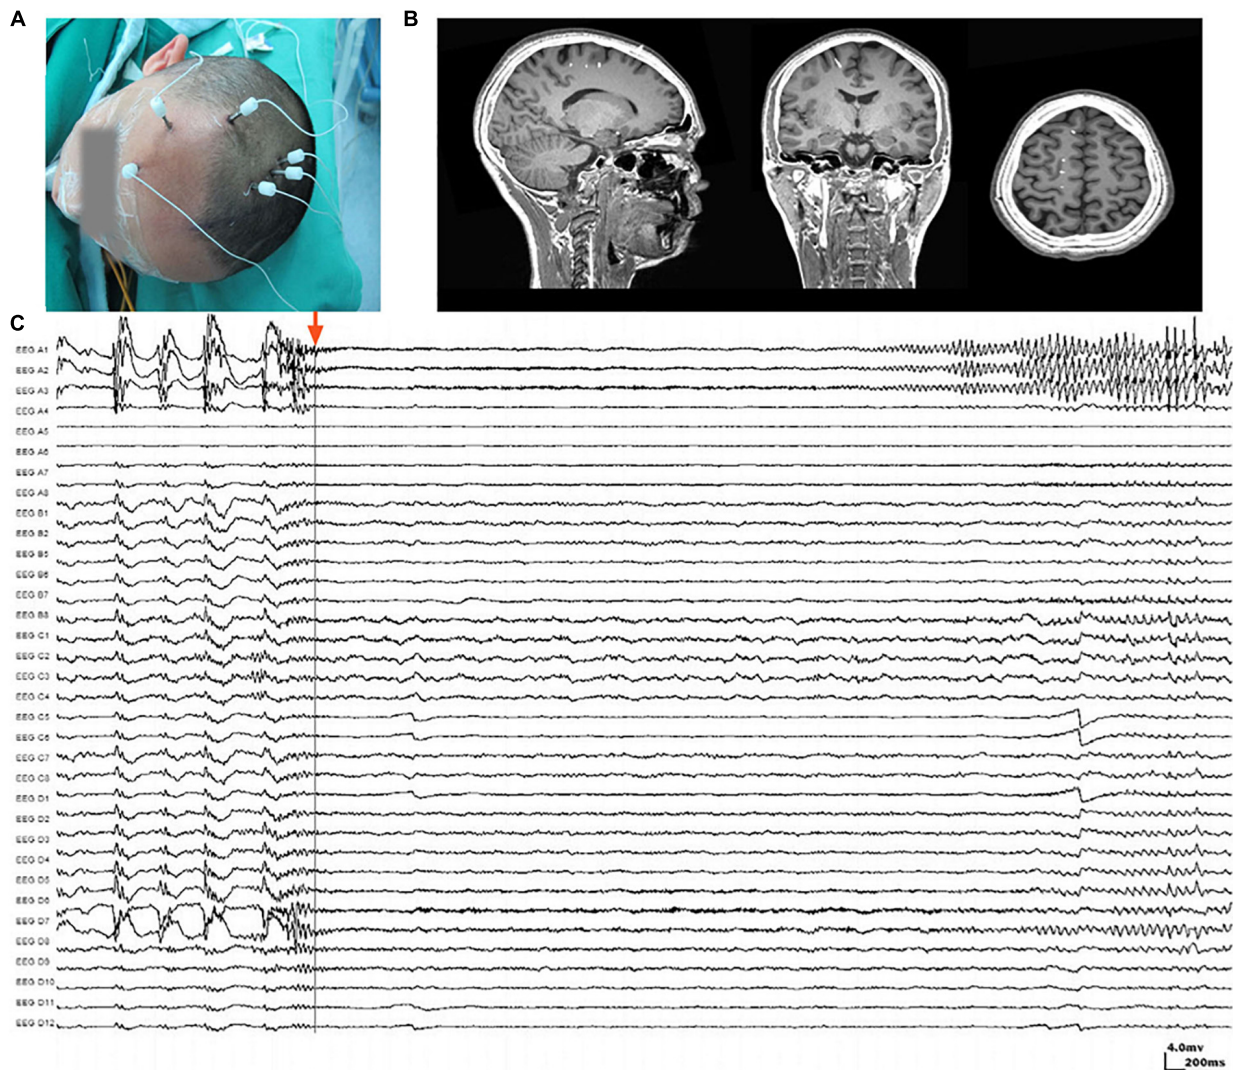 A
B
C
EEG A1
EEG A2
EEG A3
EEG A4
EEG A5
EEG A6
EEG A7
EEG A8
EEG B1
EEG B2
EEG B5
EEG B6
EEG B7
EEG B8
EEG C1
EEG C2
EEG C3
EEG C4
EEG C5
EEG C6
EEG C7
EEG C8
EEG D1
EEG D2
EEG D3
EEG D4
EEG D5
EEG D6
EEG D7
EEG D8
EEG D9
EEG D10
EEG D11
EEG D12
4.0mv
200ms